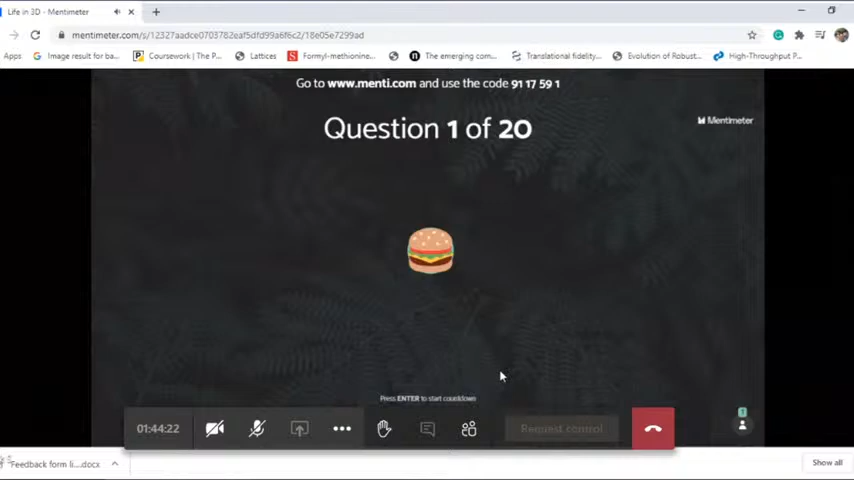 Life in 3D - Mentimeter
mentimeter.com/s/12327aadce0703782eaf5dfd99a6f6c2/18e05e7299ad
Apps
Image result for ba...
Coursework | The P...
Lattices
Formyl-methionine...
The emerging com...
Translational fidelity...
Evolution of Robust...
High-Throughput P...
Go to www.menti.com and use the code 91 17 59 1
Mentimeter
Question 1 of 20
Press ENTER to start countdown
01:44:22
Request control
Feedback form li....docx
Show all